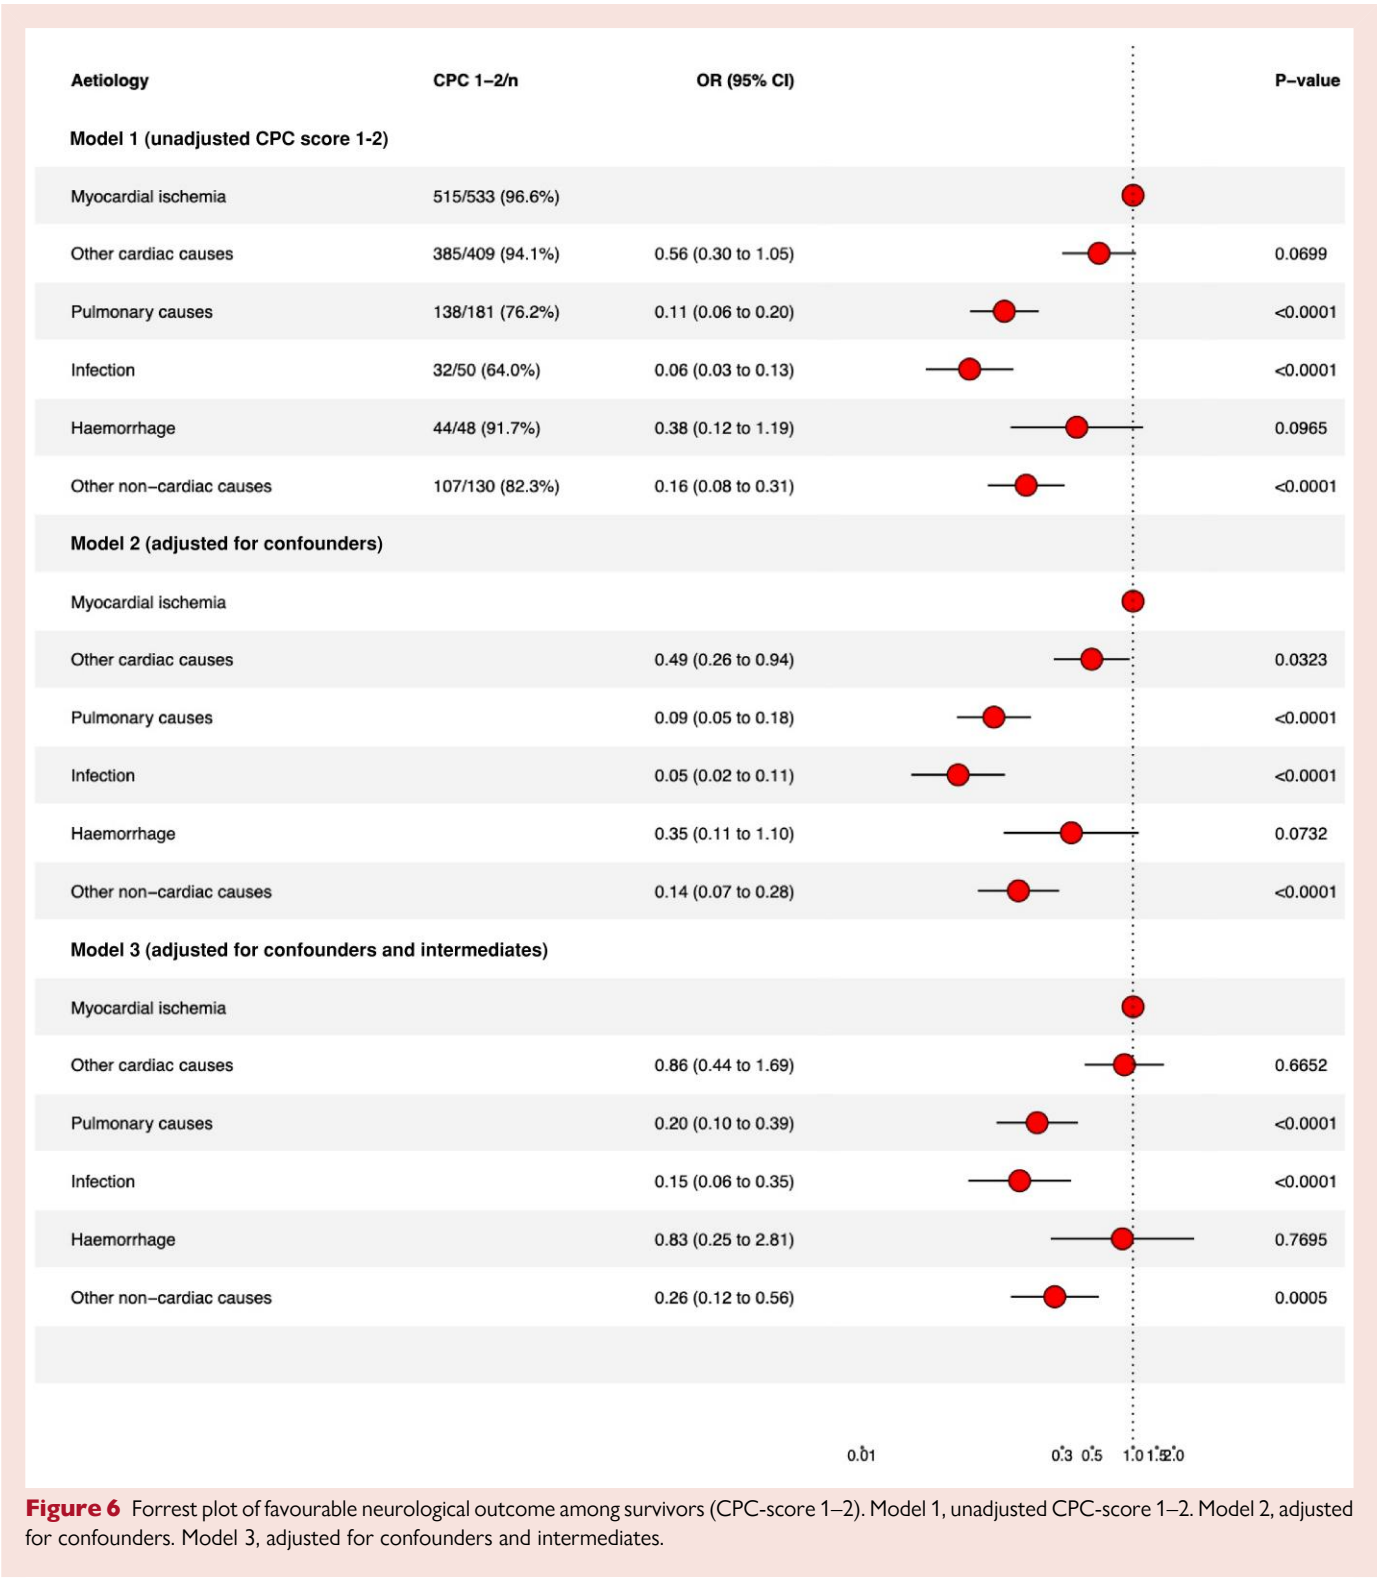 Aetiology CPC 1–2/n OR (95% CI) P–value
Model 1 (unadjusted CPC score 1-2)
Myocardial ischemia 515/533 (96.6%)
Other cardiac causes 385/409 (94.1%) 0.56 (0.30 to 1.05) 0.0699
Pulmonary causes 138/181 (76.2%) 0.11 (0.06 to 0.20) <0.0001
Infection 32/50 (64.0%) 0.06 (0.03 to 0.13) <0.0001
Haemorrhage 44/48 (91.7%) 0.38 (0.12 to 1.19) 0.0965
Other non–cardiac causes 107/130 (82.3%) 0.16 (0.08 to 0.31) <0.0001
Model 2 (adjusted for confounders)
Myocardial ischemia
Other cardiac causes 0.49 (0.26 to 0.94) 0.0323
Pulmonary causes 0.09 (0.05 to 0.18) <0.0001
Infection 0.05 (0.02 to 0.11) <0.0001
Haemorrhage 0.35 (0.11 to 1.10) 0.0732
Other non–cardiac causes 0.14 (0.07 to 0.28) <0.0001
Model 3 (adjusted for confounders and intermediates)
Myocardial ischemia
Other cardiac causes 0.86 (0.44 to 1.69) 0.6652
Pulmonary causes 0.20 (0.10 to 0.39) <0.0001
Infection 0.15 (0.06 to 0.35) <0.0001
Haemorrhage 0.83 (0.25 to 2.81) 0.7695
Other non–cardiac causes 0.26 (0.12 to 0.56) 0.0005
0.01 0.3 0.5 1.0 1.5 2.0
Figure 6 Forrest plot of favourable neurological outcome among survivors (CPC-score 1–2). Model 1, unadjusted CPC-score 1–2. Model 2, adjusted
for confounders. Model 3, adjusted for confounders and intermediates.